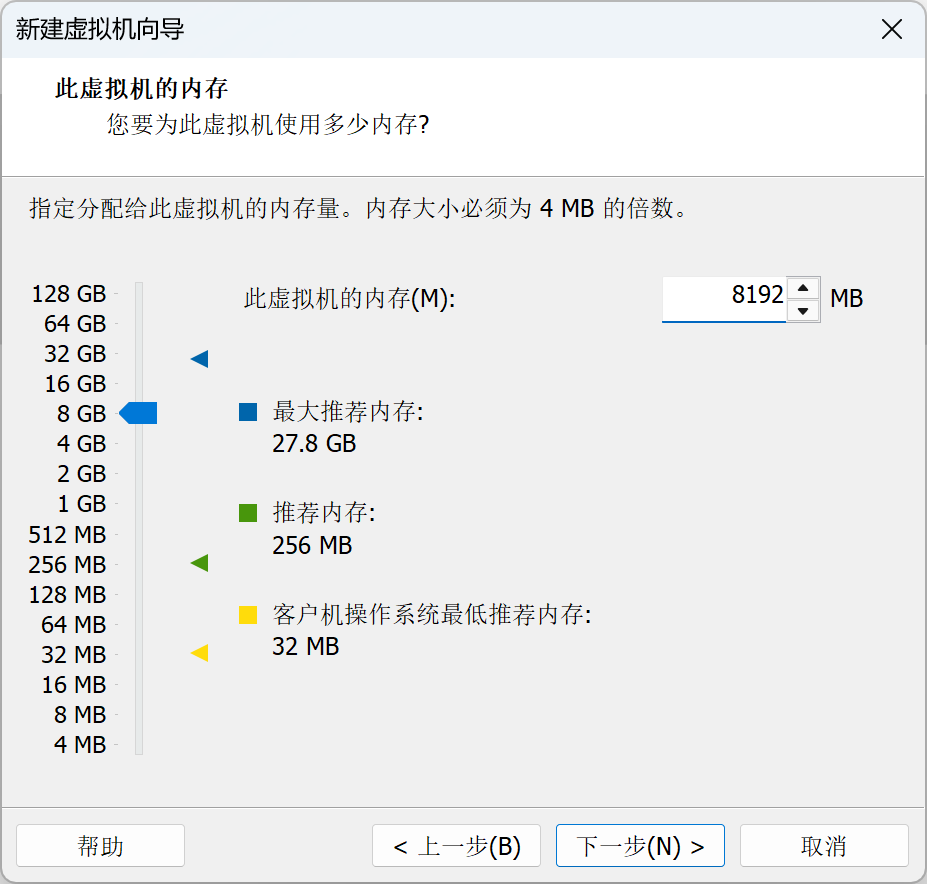 新建虚拟机向导
此虚拟机的内存
您要为此虚拟机使用多少内存?
指定分配给此虚拟机的内存量。内存大小必须为 4 MB 的倍数。
128 GB
64 GB
32 GB
16 GB
8 GB
4 GB
2 GB
1 GB
512 MB
256 MB
128 MB
64 MB
32 MB
16 MB
8 MB
4 MB
此虚拟机的内存(M): 8192 MB
最大推荐内存:
27.8 GB
推荐内存:
256 MB
客户机操作系统最低推荐内存:
32 MB
帮助 < 上一步(B) 下一步(N) > 取消